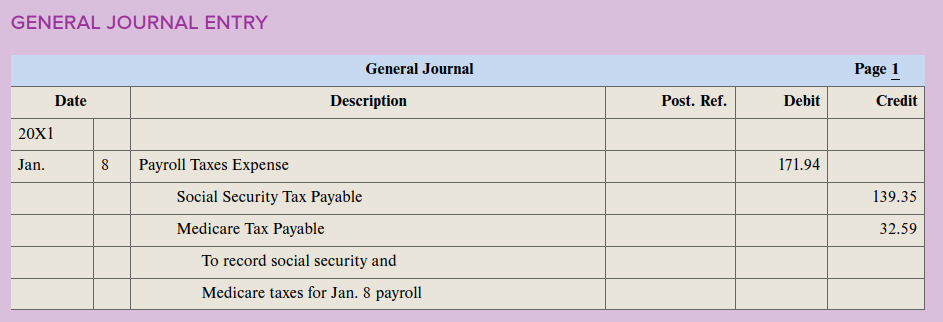 GENERAL JOURNAL ENTRY
General Journal Page 1
Date Description Post. Ref. Debit Credit
20X1
Jan. 8 Payroll Taxes Expense 171.94
Social Security Tax Payable 139.35
Medicare Tax Payable 32.59
To record social security and
Medicare taxes for Jan. 8 payroll